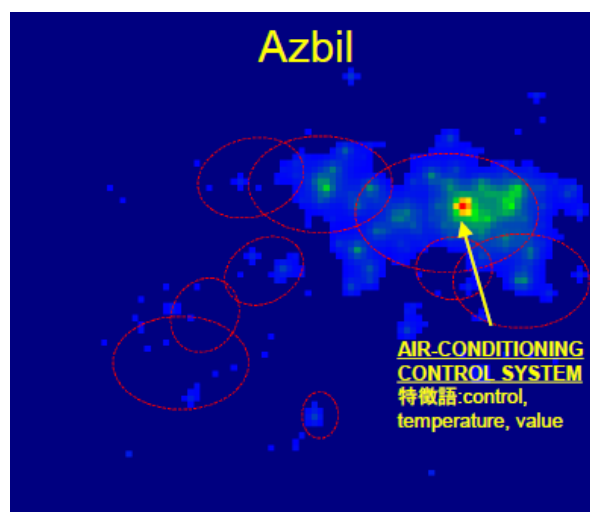 Azbil
AIR-CONDITIONING
CONTROL SYSTEM
特徴語:control,
temperature, value